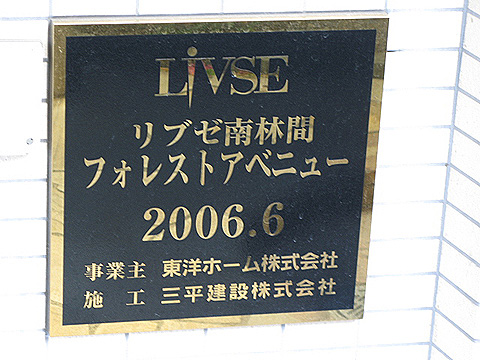 LiVSE
リブゼ南林間
フォレストアベニュー
2006.6
事業主 東洋ホーム株式会社
施 工 三平建設株式会社